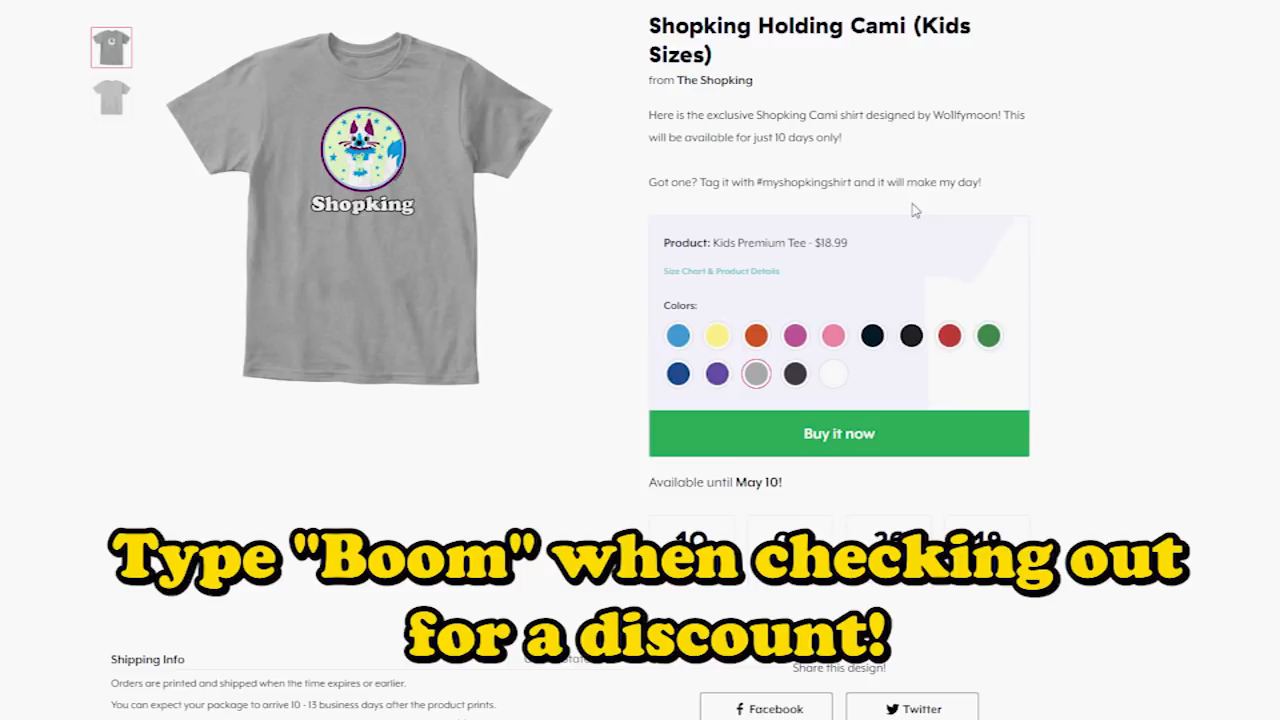 Shopking Holding Cami (Kids
Sizes)
from The Shopking
Here is the exclusive Shopking Cami shirt designed by Wo1lfymoon! This
will be available for just 10 days only!
Got one? Tag it with #myshopkingshirt and it will make my day!
Shopking
Product: Kids Premium Tee - $18.99
Size Chart & Product Details
Colors:
Buy it now
Available until May 10!
Type "Boom" when checking out
for a discount!
Shipping Info
Share this design!
Orders are printed and shipped when the time expires or earlier.
You can expect your package to arrive 10 - 13 business days after the product prints.
Facebook
Twitter